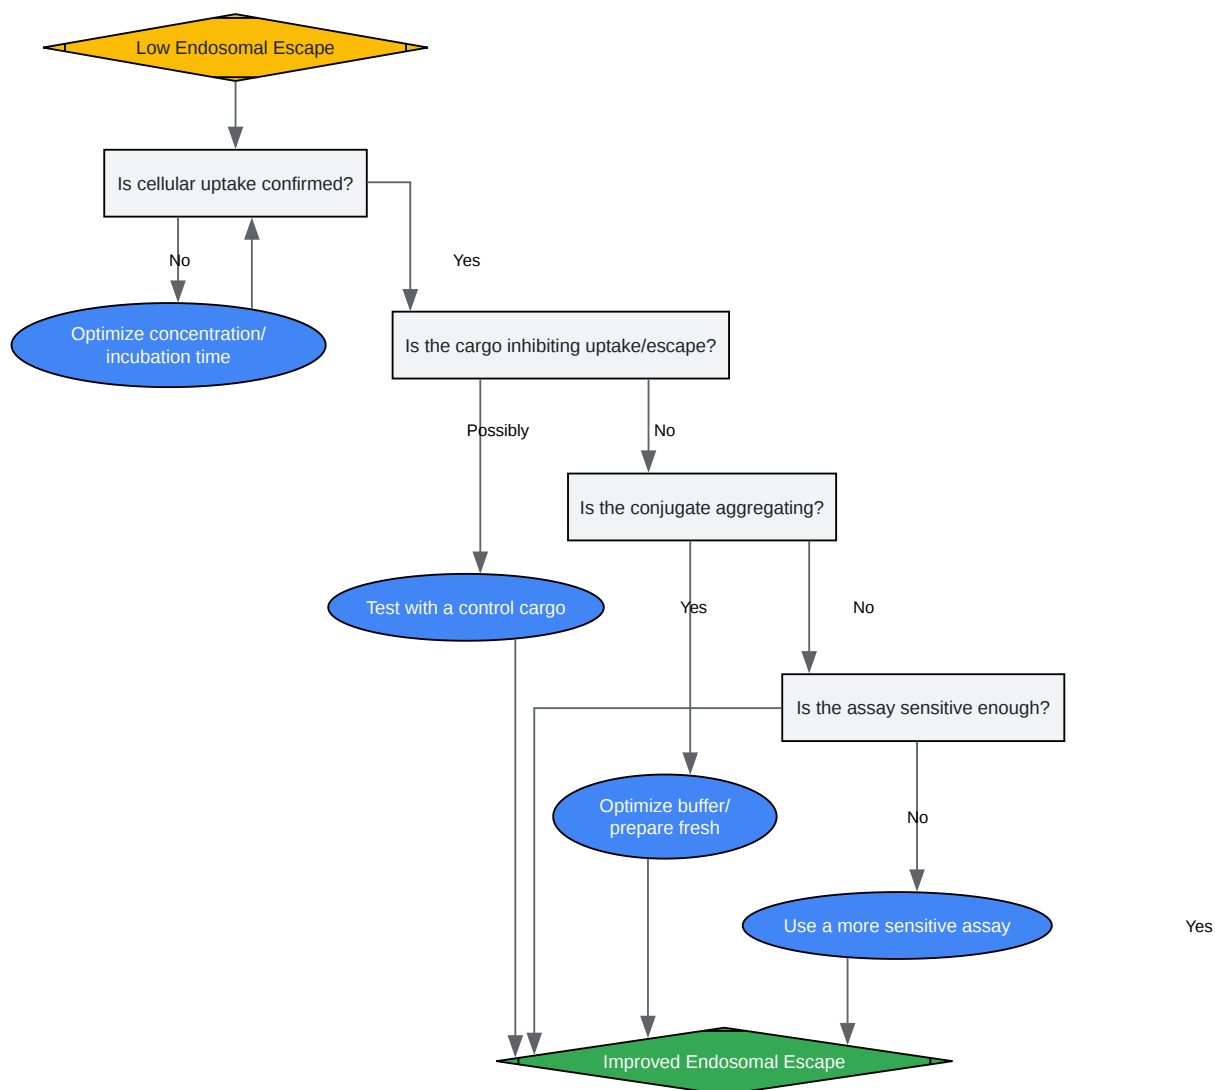 Low Endosomal Escape
Is cellular uptake confirmed?
No
Yes
Optimize concentration/
incubation time
Is the cargo inhibiting uptake/escape?
Possibly
No
Is the conjugate aggregating?
Test with a control cargo
Yes
No
Is the assay sensitive enough?
Optimize buffer/
prepare fresh
No
Use a more sensitive assay
Yes
Improved Endosomal Escape